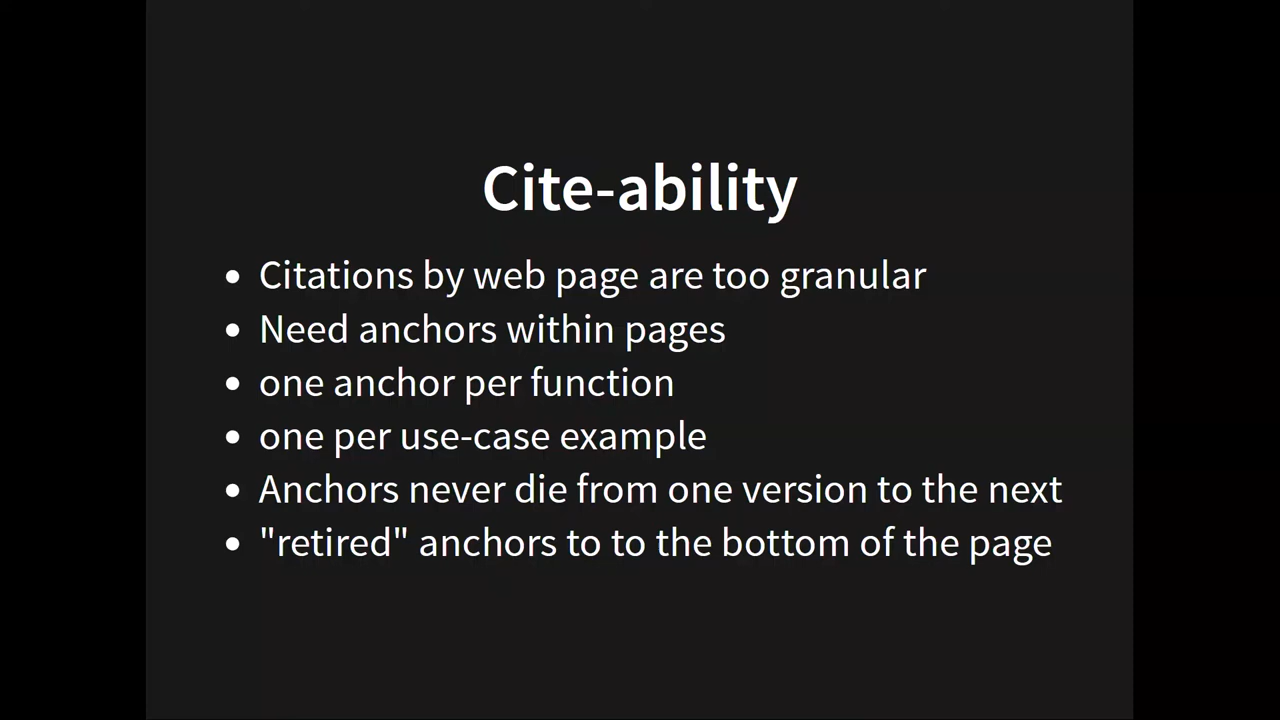 Cite-ability
• Citations by web page are too granular
• Need anchors within pages
• one anchor per function
• one per use-case example
• Anchors never die from one version to the next
• "retired" anchors to to the bottom of the page